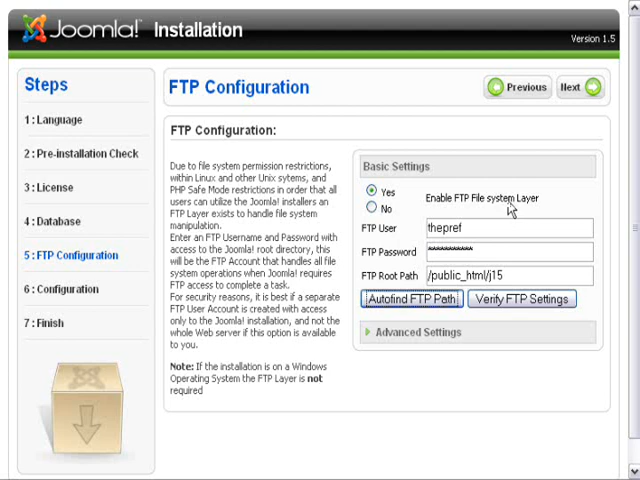 Joomla! Installation
Version 1.5
Steps
1 : Language
2 : Pre-installation Check
3 : License
4 : Database
5 : FTP Configuration
6 : Configuration
7 : Finish
FTP Configuration
Previous
Next
FTP Configuration:
Due to file system permission restrictions,
within Linux and other Unix sytems, and
PHP Safe Mode restrictions in order that all
users can utilize the Joomla! installers an
FTP Layer exists to handle file system
manipulation.
Enter an FTP Username and Password with
access to the Joomla! root directory, this
will be the FTP Account that handles all file
system operations when Joomla! requires
FTP access to complete a task.
For security reasons, it is best if a separate
FTP User Account is created with access
only to the Joomla! installation, and not the
whole Web server if this option is available
to you.
Note: If the installation is on a Windows
Operating System the FTP Layer is not
required
Basic Settings
Yes
No
Enable FTP File system Layer
FTP User
thepref
FTP Password
***********
FTP Root Path
/public_html/j15
Autofind FTP Path
Verify FTP Settings
Advanced Settings